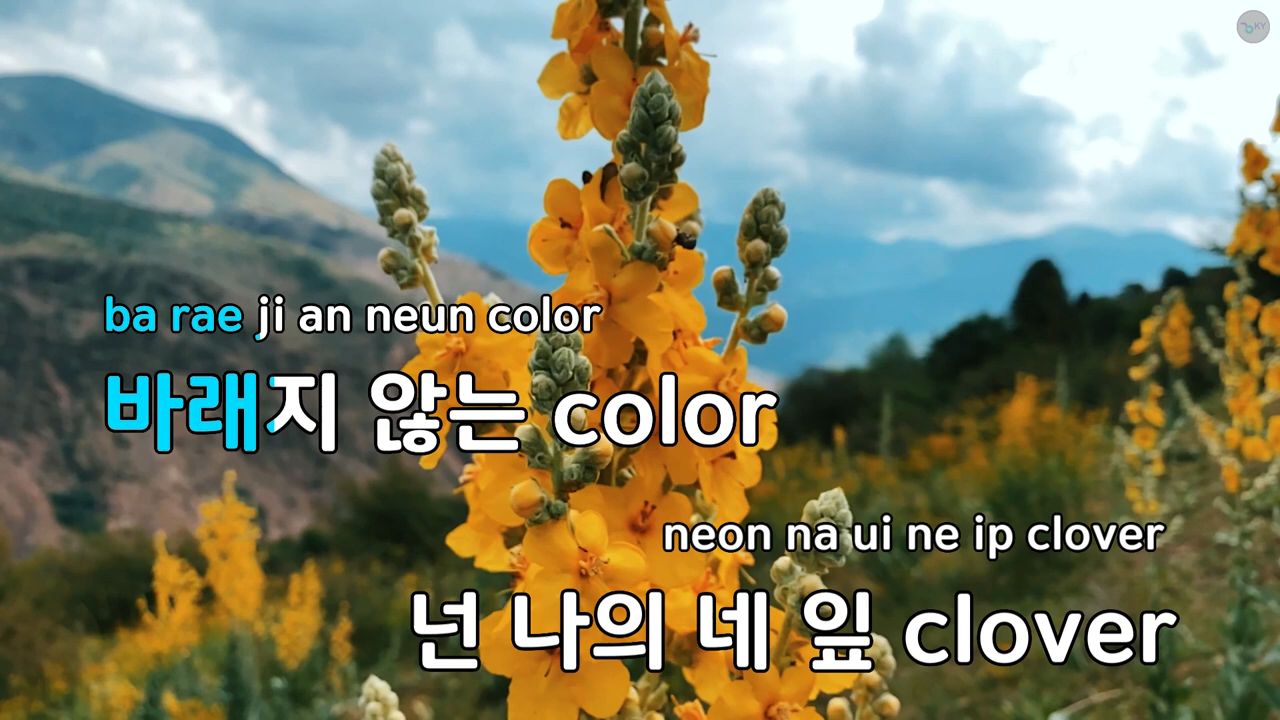 KY
ba rae ji an neun color
바래지 않는 color
neon na ui ne ip clover
넌 나의 네 잎 clover